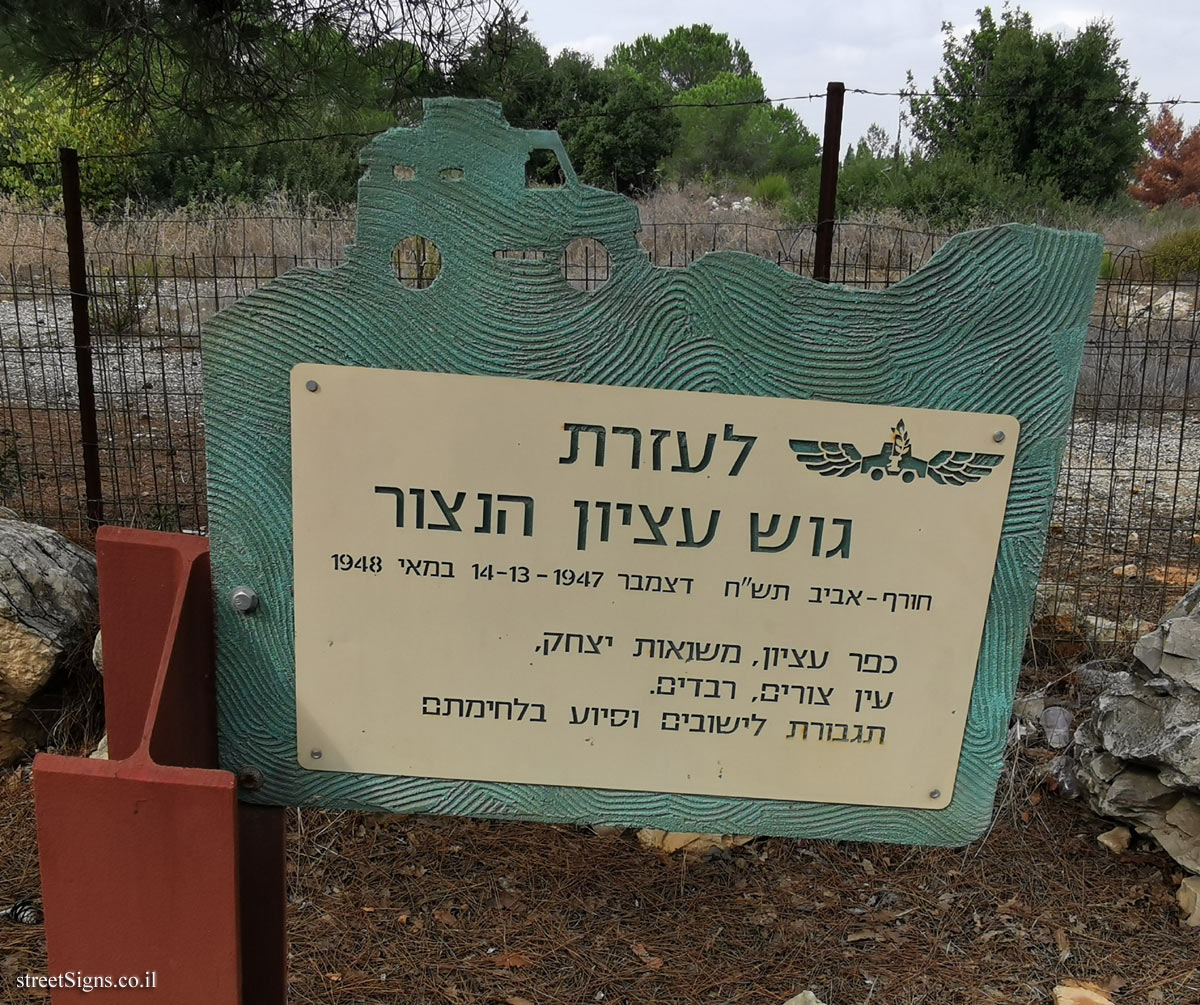 לעזרת
גוש עציון הנצור
חורף-אביב תש"ח דצמבר 1947-14-13 במאי 1948
כפר עציון, משואות יצחק,
עין צורים, רבדים.
תגבורת לישובים וסיוע בלחימתם
streetSigns.co.il